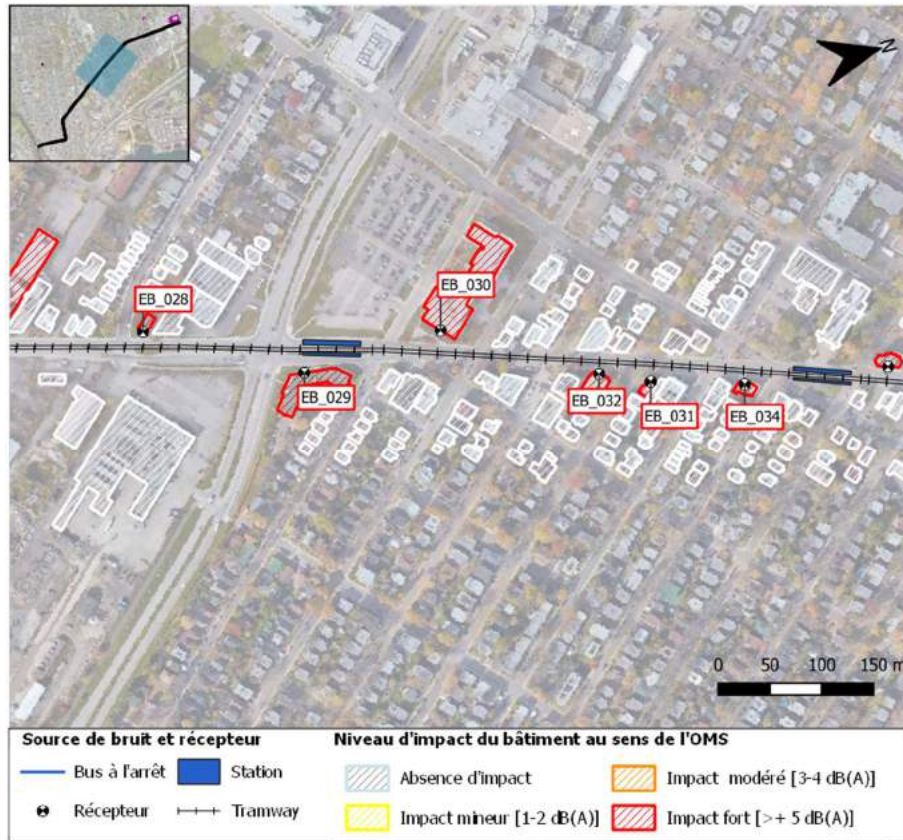 N
EB_028
EB_030
EB_029
EB_032
EB_031
EB_034
0 50 100 150 m
Source de bruit et récepteur
Niveau d'impact du bâtiment au sens de l'OMS
Bus à l'arrêt
Station
Absence d'impact
Impact modéré [3-4 dB(A)]
Récepteur
Tramway
Impact mineur [1-2 dB(A)]
Impact fort [>+ 5 dB(A)]